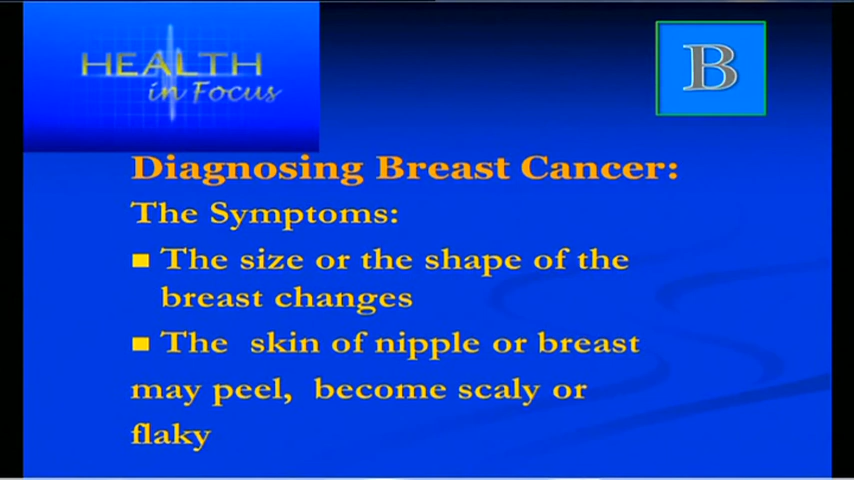 HEALTH
in Focus
B
Diagnosing Breast Cancer:
The Symptoms:
■ The size or the shape of the
breast changes
■ The skin of nipple or breast
may peel, become scaly or
flaky